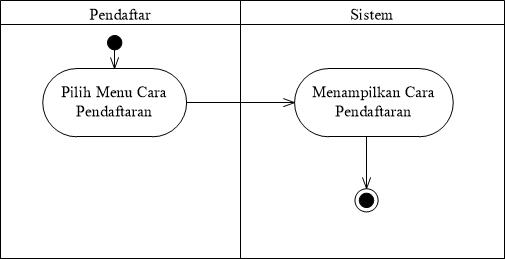 Pendaftar
Sistem
Pilih Menu Cara
Pendaftaran
Menampilkan Cara
Pendaftaran